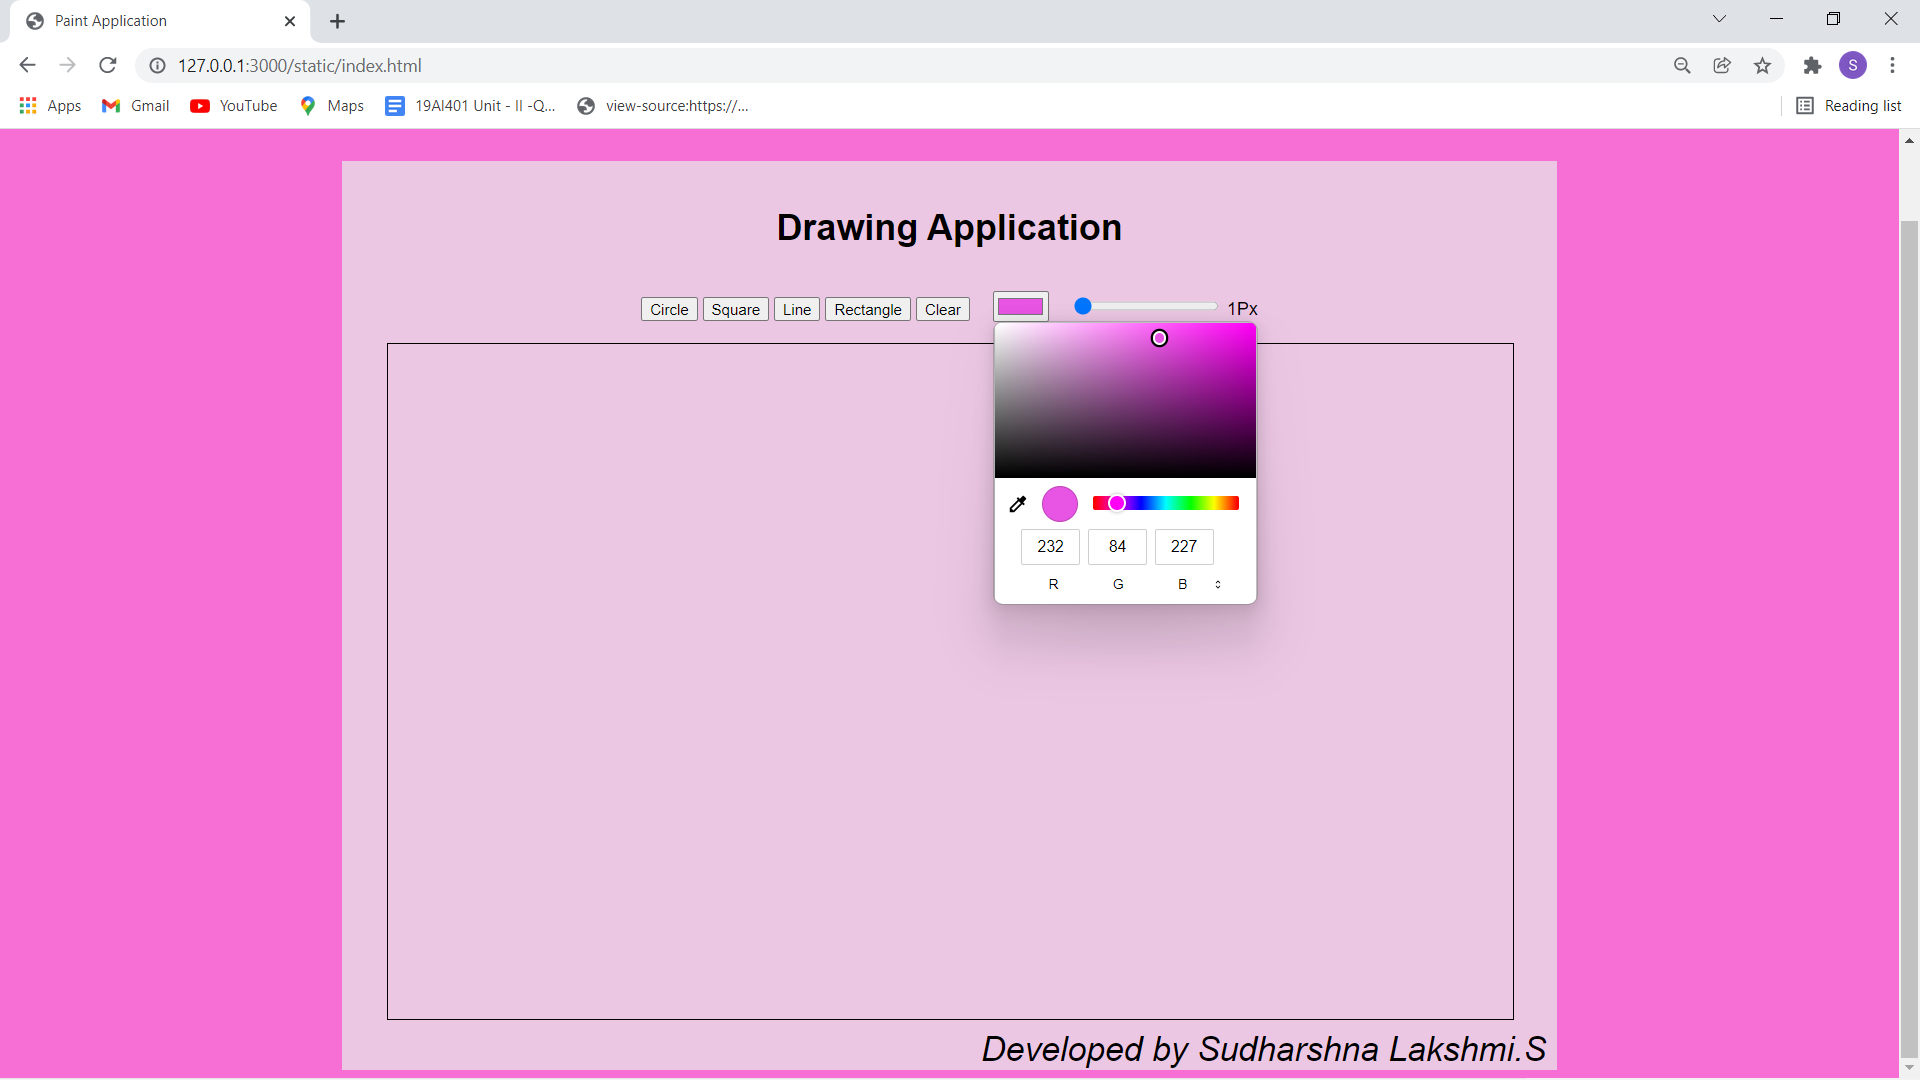 Paint Application
127.0.0.1:3000/static/index.html
S
Apps Gmail YouTube Maps 19AI401 Unit - II -Q... view-source:https://... Reading list
Drawing Application
Circle Square Line Rectangle Clear 1Px
232 84 227
R G B
Developed by Sudharshna Lakshmi.S